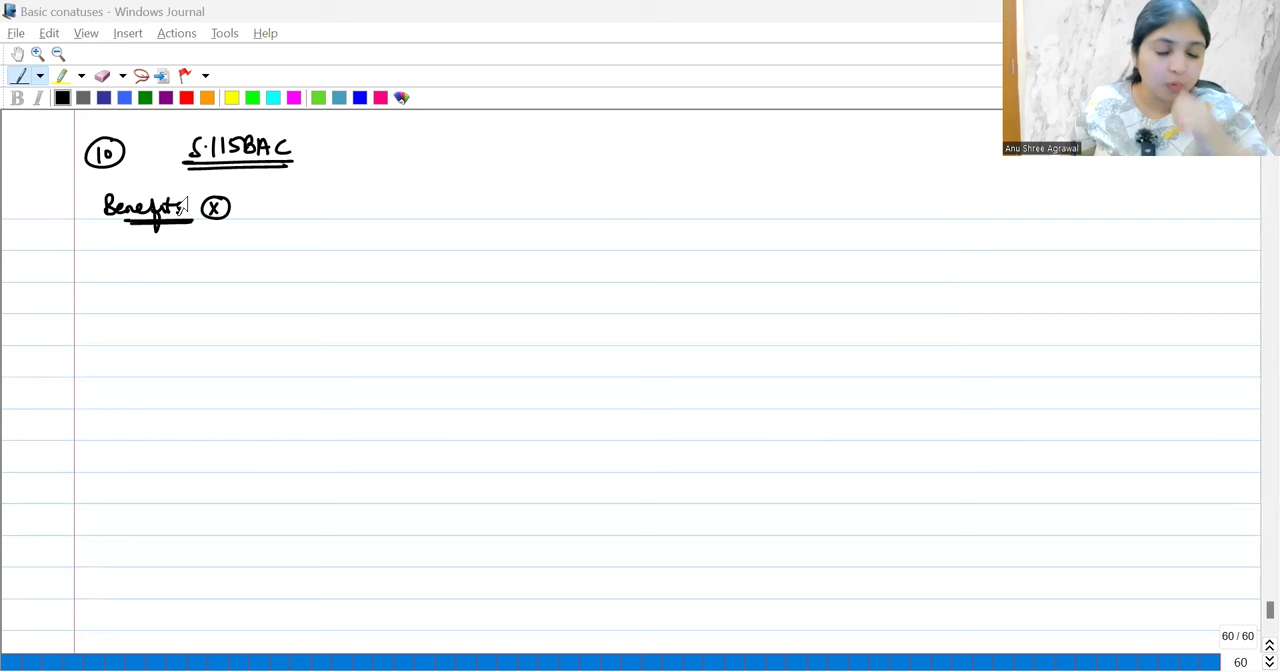 Basic conatuses - Windows Journal
File Edit View Insert Actions Tools Help
B I
Anu Shree Agrawal
10 S.115BAC
Benefits X
60 / 60
60